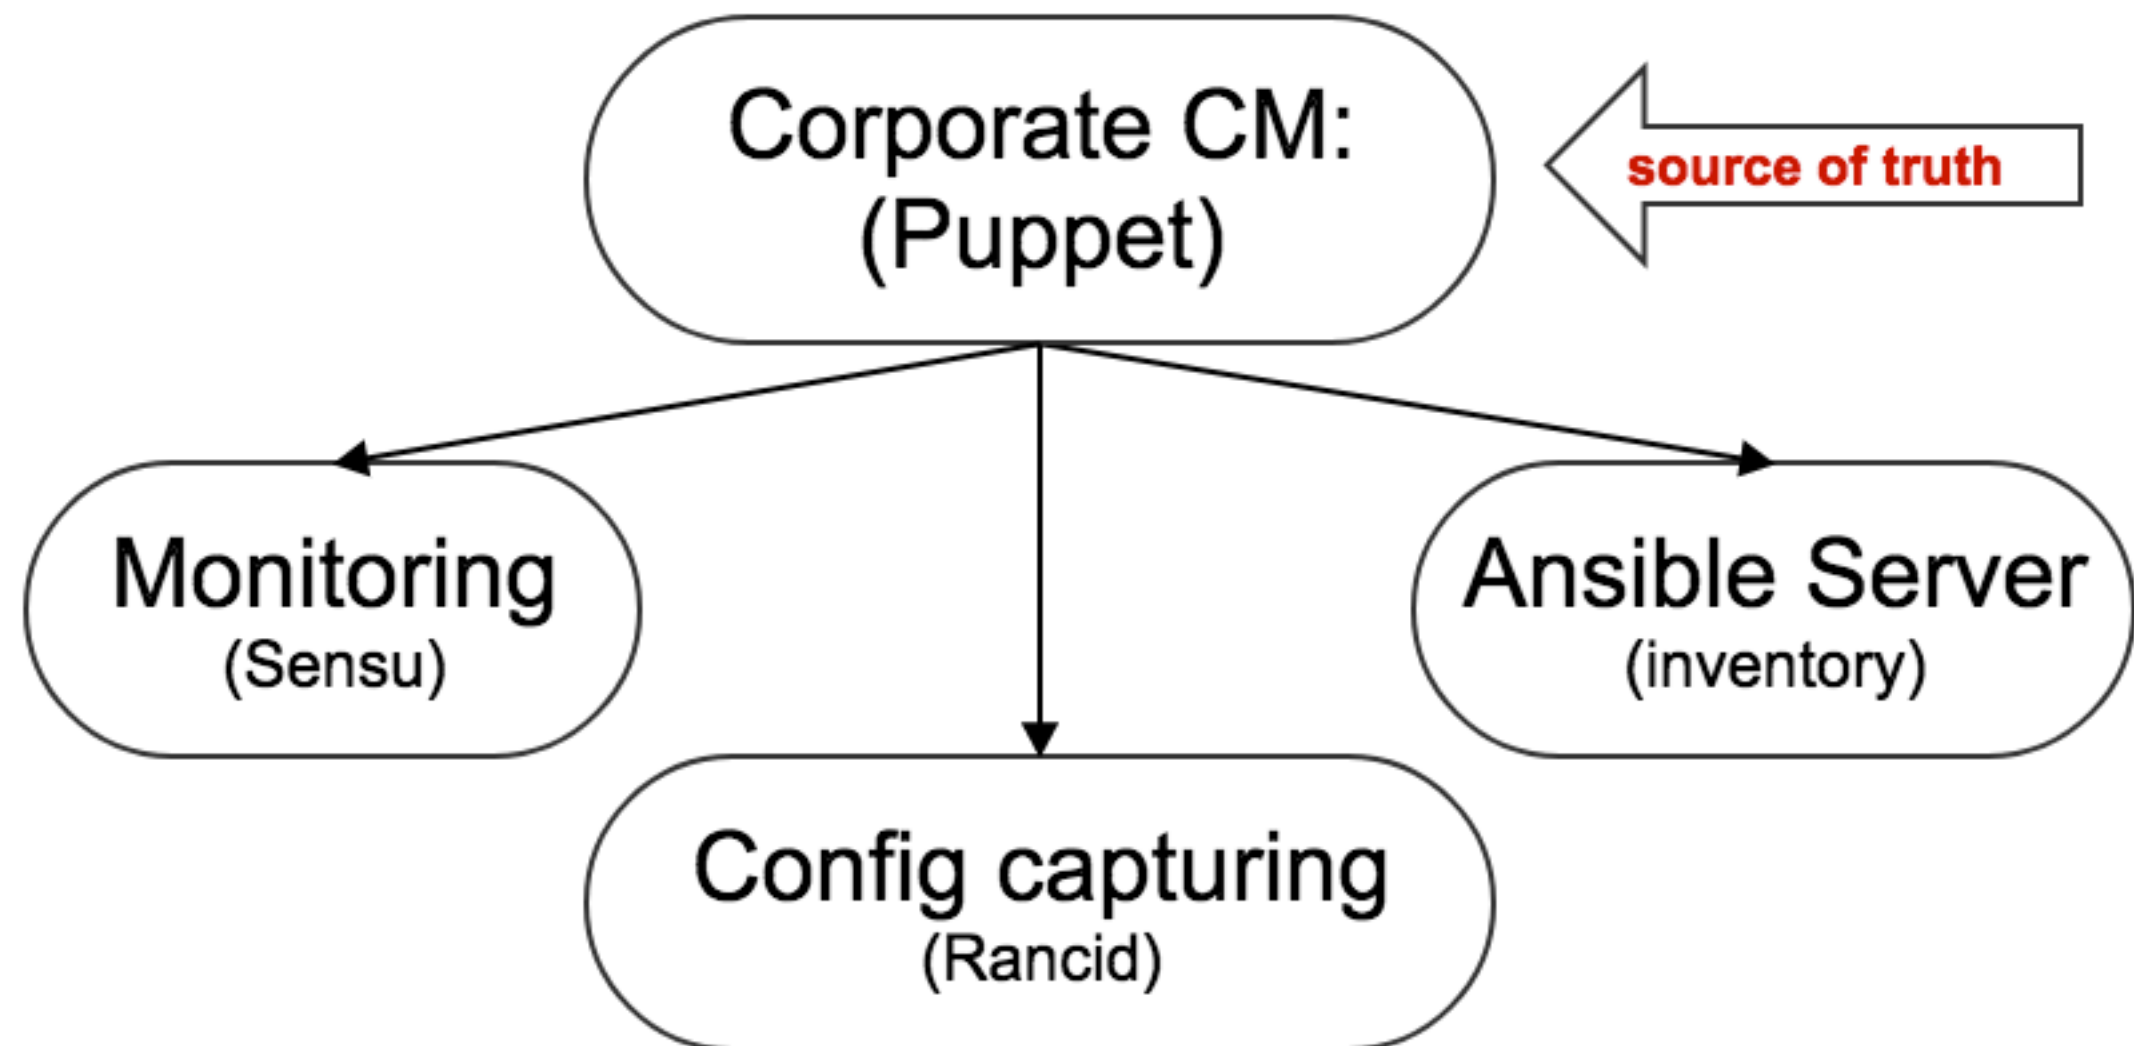 Corporate CM:
(Puppet)
source of truth
Monitoring
(Sensu)
Ansible Server
(inventory)
Config capturing
(Rancid)